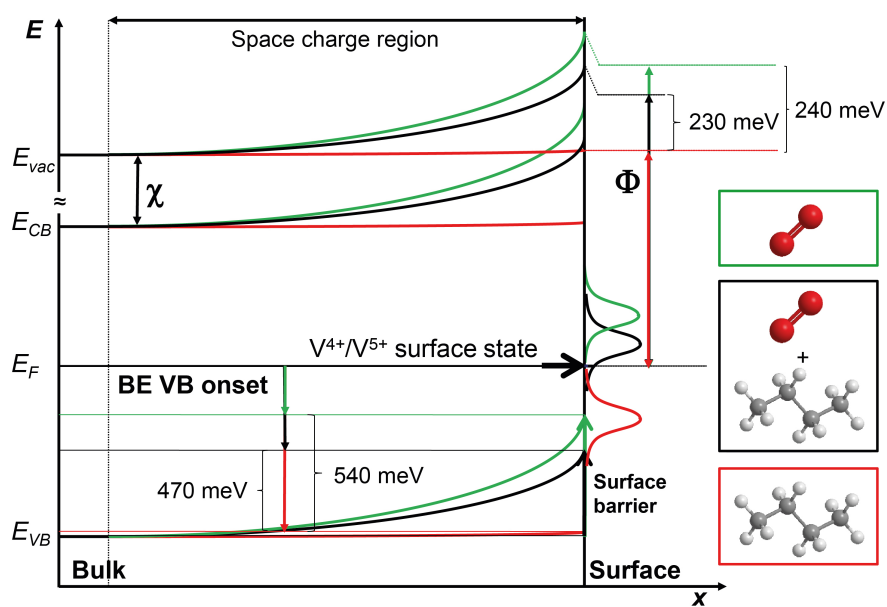 E
Space charge region
240 meV
230 meV
E_vac
χ
Φ
≈
E_CB
V⁴⁺/V⁵⁺ surface state
+
E_F
BE VB onset
540 meV
470 meV
Surface
barrier
E_VB
Bulk
Surface
x